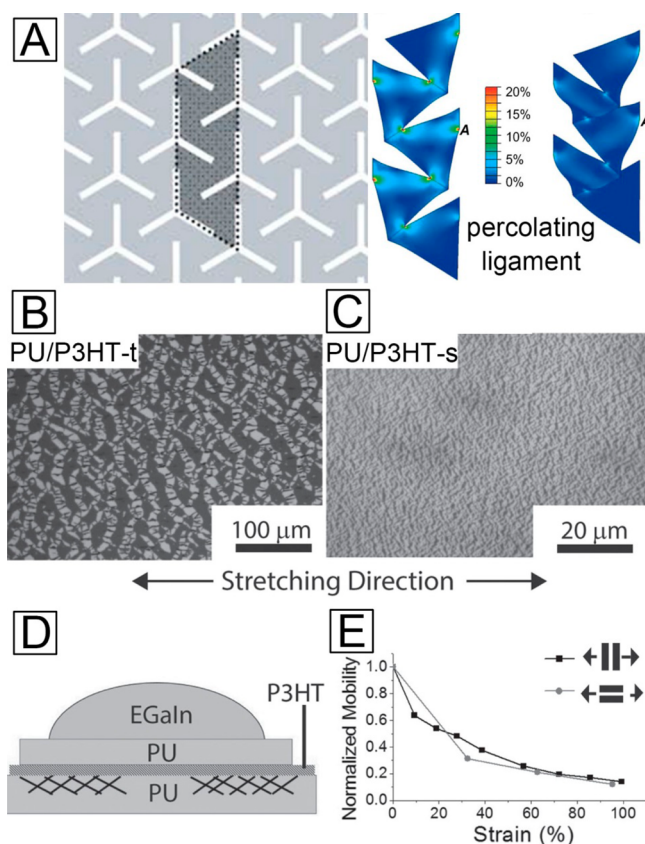 A
20%
15%
10%
5%
0%
A
A
percolating
ligament
B
PU/P3HT-t
100 μm
C
PU/P3HT-s
20 μm
Stretching Direction
D
P3HT
EGaIn
PU
PU
E
Normalized Mobility
1.0
0.8
0.6
0.4
0.2
0.0
0 20 40 60 80 100
Strain (%)